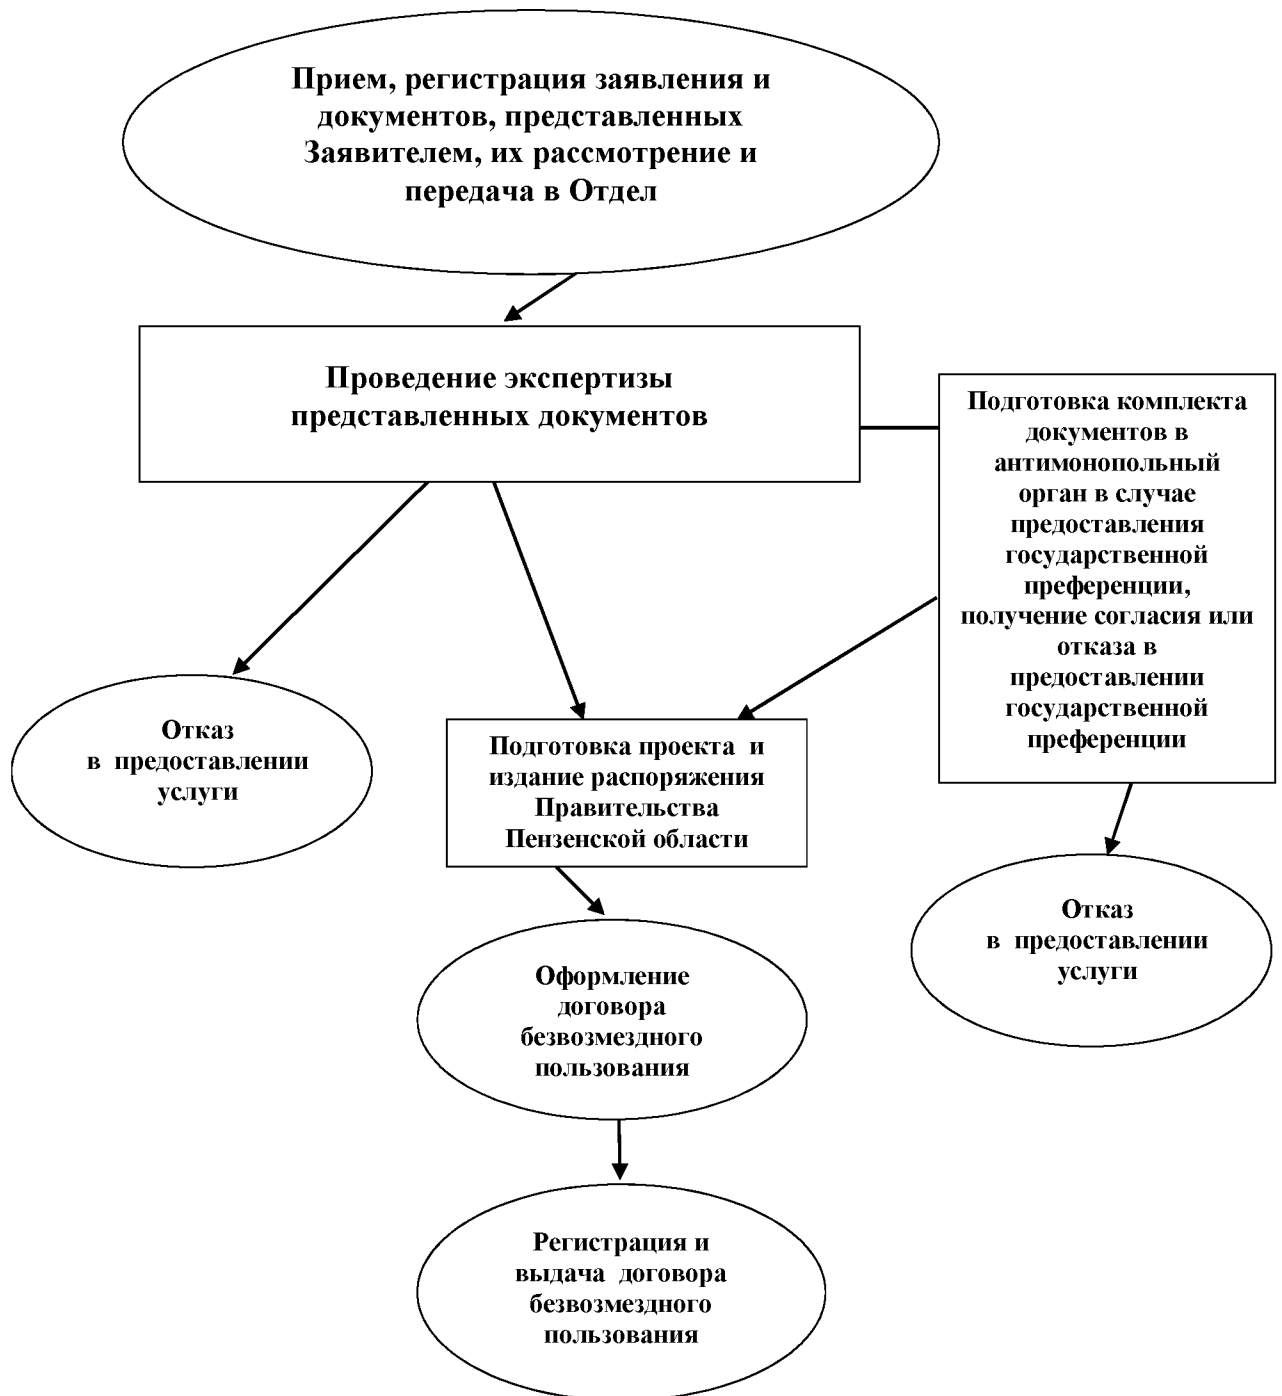 Прием, регистрация заявления и
документов, представленных
Заявителем, их рассмотрение и
передача в Отдел
Проведение экспертизы
представленных документов
Подготовка комплекта
документов в
антимонопольный
орган в случае
предоставления
государственной
преференции,
получение согласия или
отказа в
предоставлении
государственной
преференции
Отказ
в предоставлении
услуги
Подготовка проекта и
издание распоряжения
Правительства
Пензенской области
Отказ
в предоставлении
услуги
Оформление
договора
безвозмездного
пользования
Регистрация и
выдача договора
безвозмездного
пользования